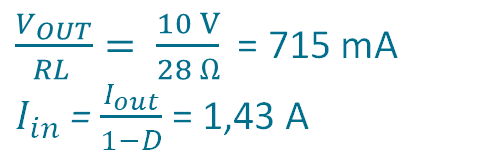 V_OUT/RL = 10 V/28 Ω = 715 mA
I_in = I_out/1−D = 1,43 A